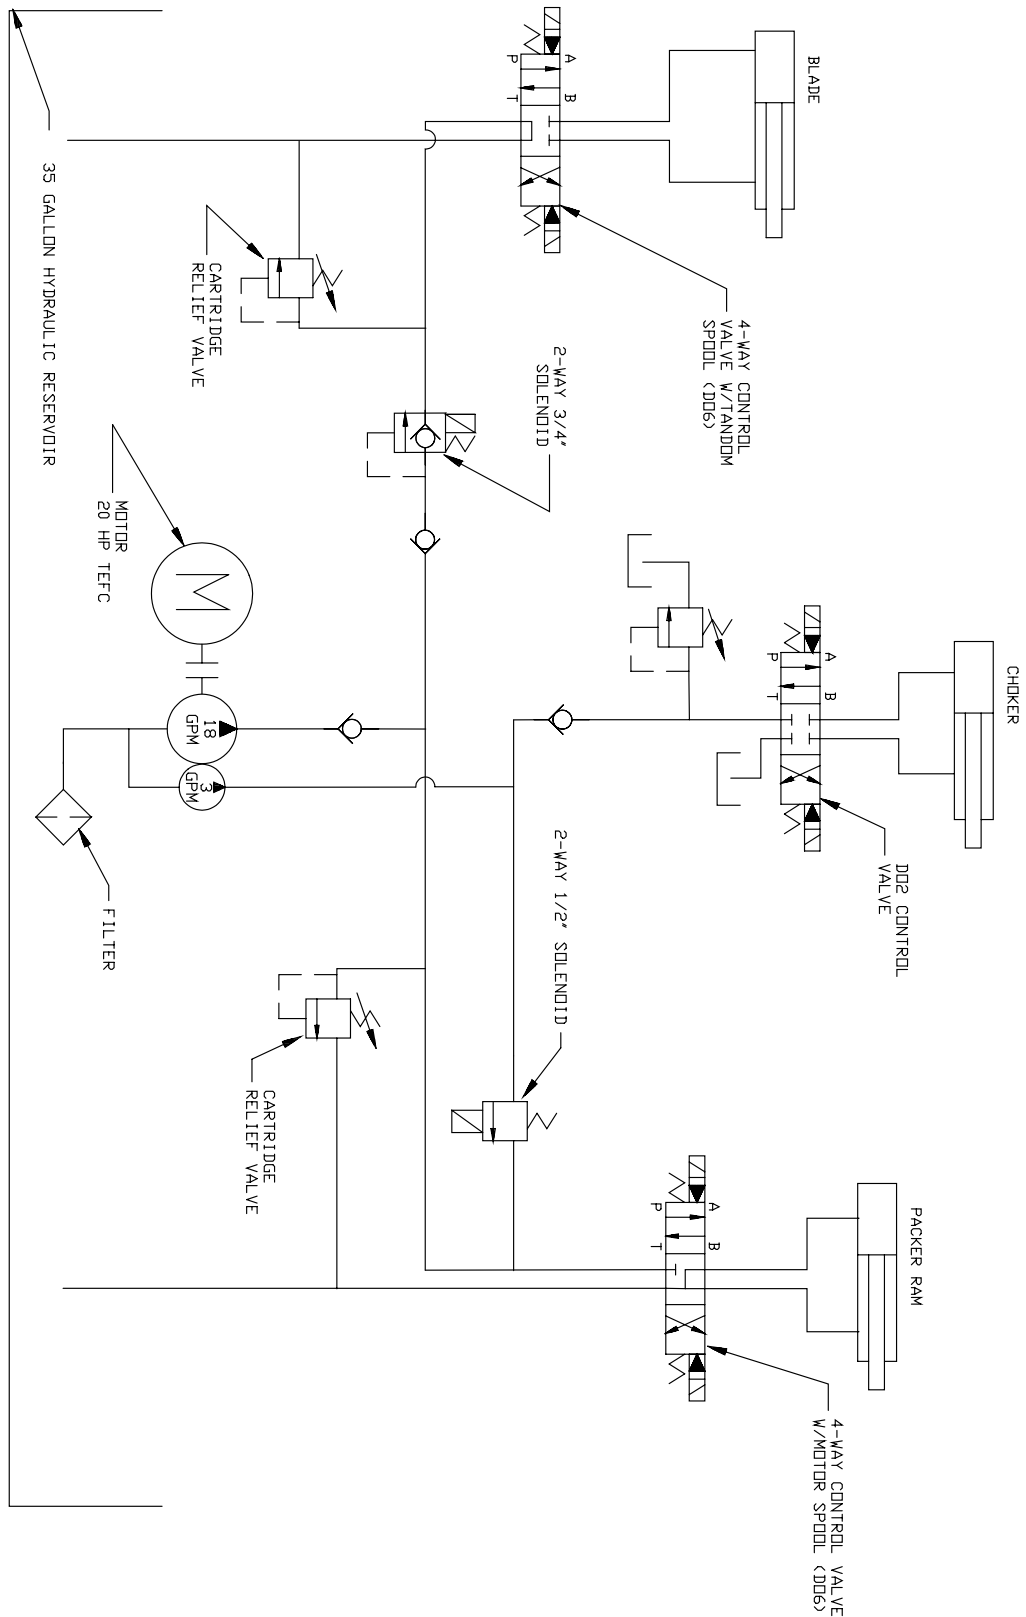 CHOKER
PACKER RAM
BLADE
D02 CONTROL
VALVE
4-WAY CONTROL VALVE
W/MOTOR SPOOL (D06)
A B
P T
4-WAY CONTROL
VALVE W/TANDOM
SPOOL (D06)
A B
P T
A B
P T
2-WAY 3/4"
SOLENOID
2-WAY 1/2" SOLENOID
CARTRIDGE
RELIEF VALVE
CARTRIDGE
RELIEF VALVE
M
18
GPM
3
GPM
MOTOR
20 HP TEFC
FILTER
35 GALLON HYDRAULIC RESERVOIR